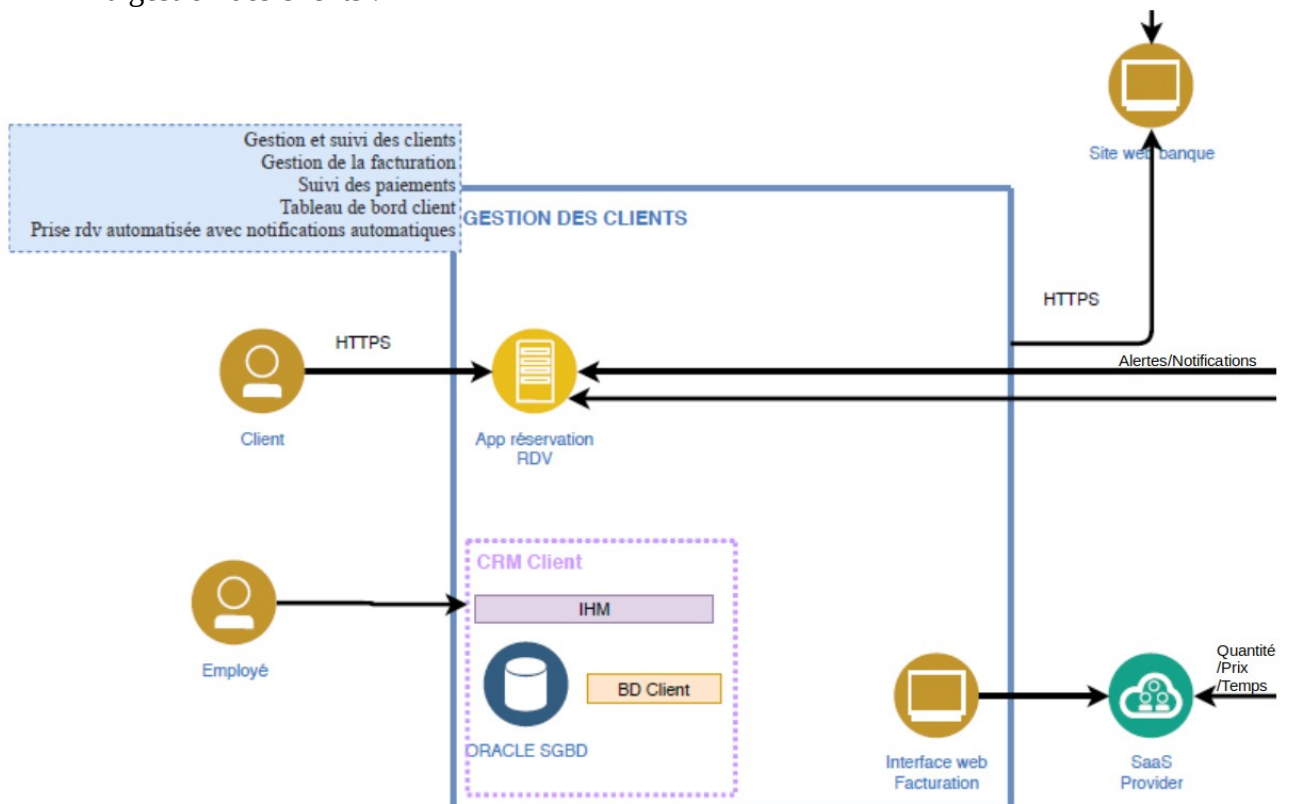 Gestion et suivi des clients
Gestion de la facturation
Suivi des paiements
Tableau de bord client
Prise rdv automatisée avec notifications automatiques
GESTION DES CLIENTS
Site web banque
HTTPS
HTTPS
Alertes/Notifications
Client
App réservation
RDV
CRM Client
IHM
Employé
BD Client
ORACLE SGBD
Quantité
/Prix
/Temps
Interface web
Facturation
SaaS
Provider